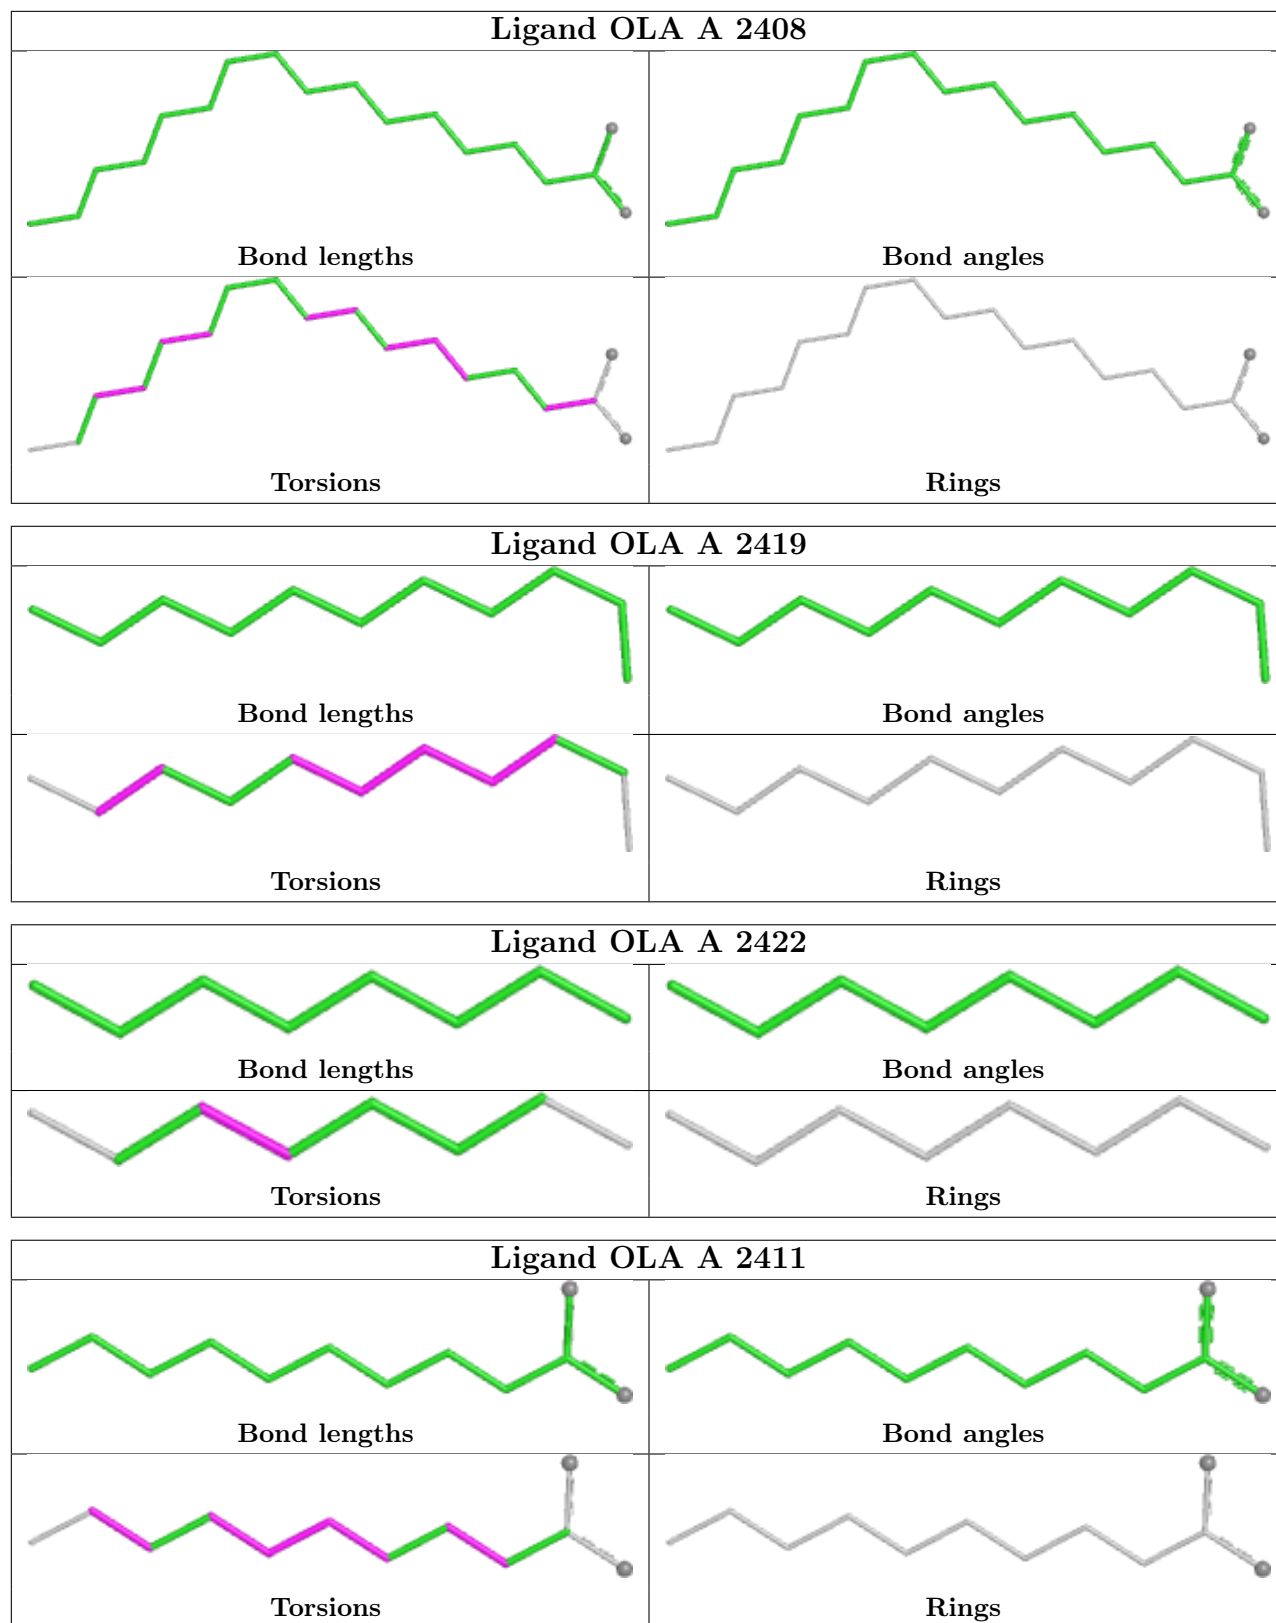 Ligand OLA A 2408
Bond lengths
Bond angles
Torsions
Rings
Ligand OLA A 2419
Bond lengths
Bond angles
Torsions
Rings
Ligand OLA A 2422
Bond lengths
Bond angles
Torsions
Rings
Ligand OLA A 2411
Bond lengths
Bond angles
Torsions
Rings